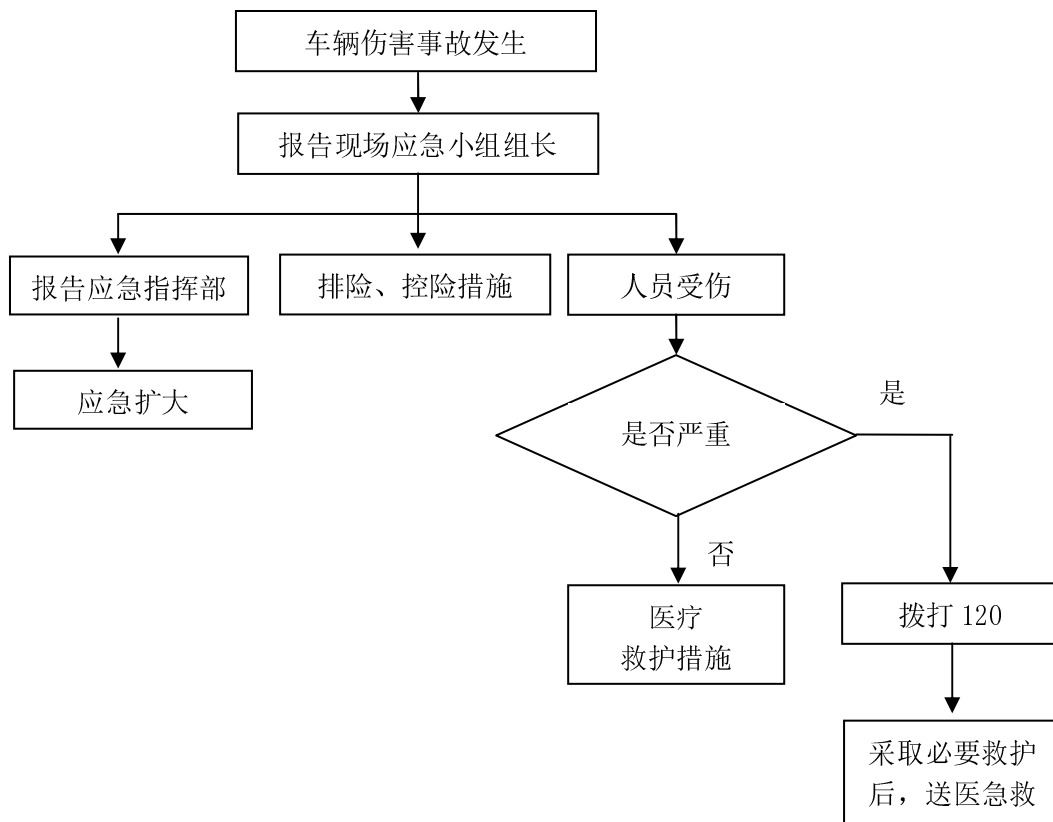 车辆伤害事故发生
报告现场应急小组组长
报告应急指挥部
排险、控险措施
人员受伤
应急扩大
是
是否严重
否
医疗
救护措施
拨打 120
采取必要救护
后，送医急救